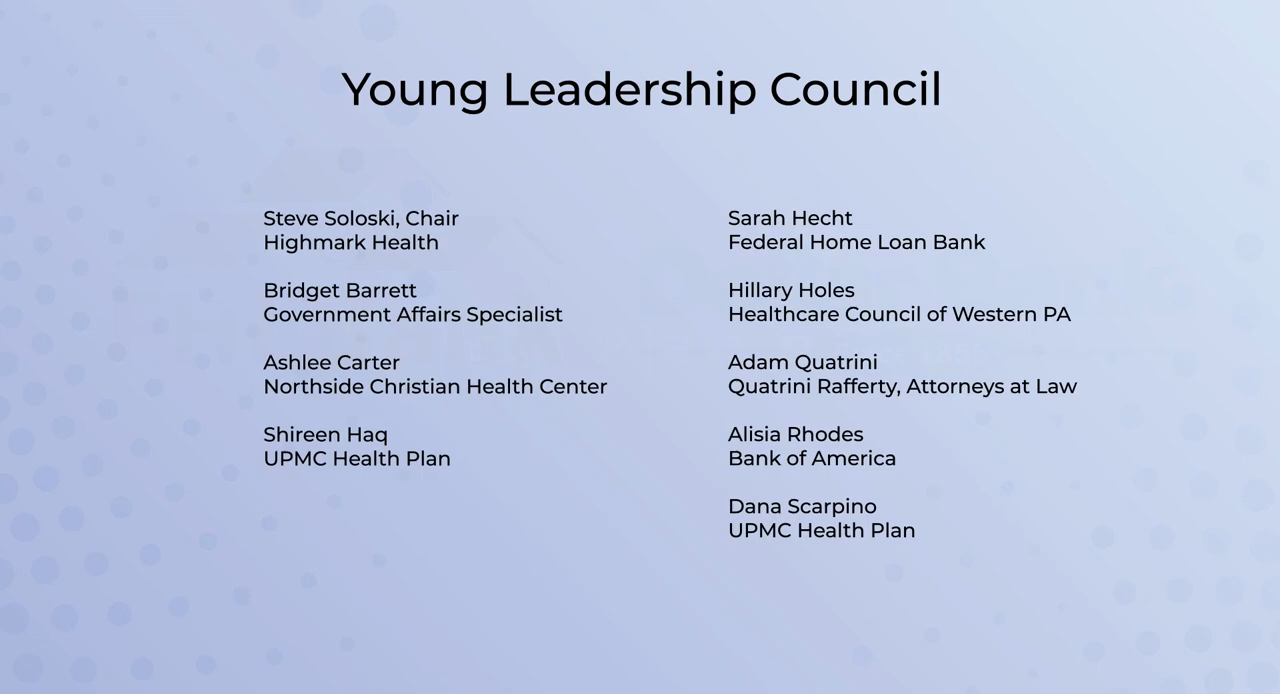 Young Leadership Council
Steve Soloski, Chair
Highmark Health
Bridget Barrett
Government Affairs Specialist
Ashlee Carter
Northside Christian Health Center
Shireen Haq
UPMC Health Plan
Sarah Hecht
Federal Home Loan Bank
Hillary Holes
Healthcare Council of Western PA
Adam Quatrini
Quatrini Rafferty, Attorneys at Law
Alisia Rhodes
Bank of America
Dana Scarpino
UPMC Health Plan